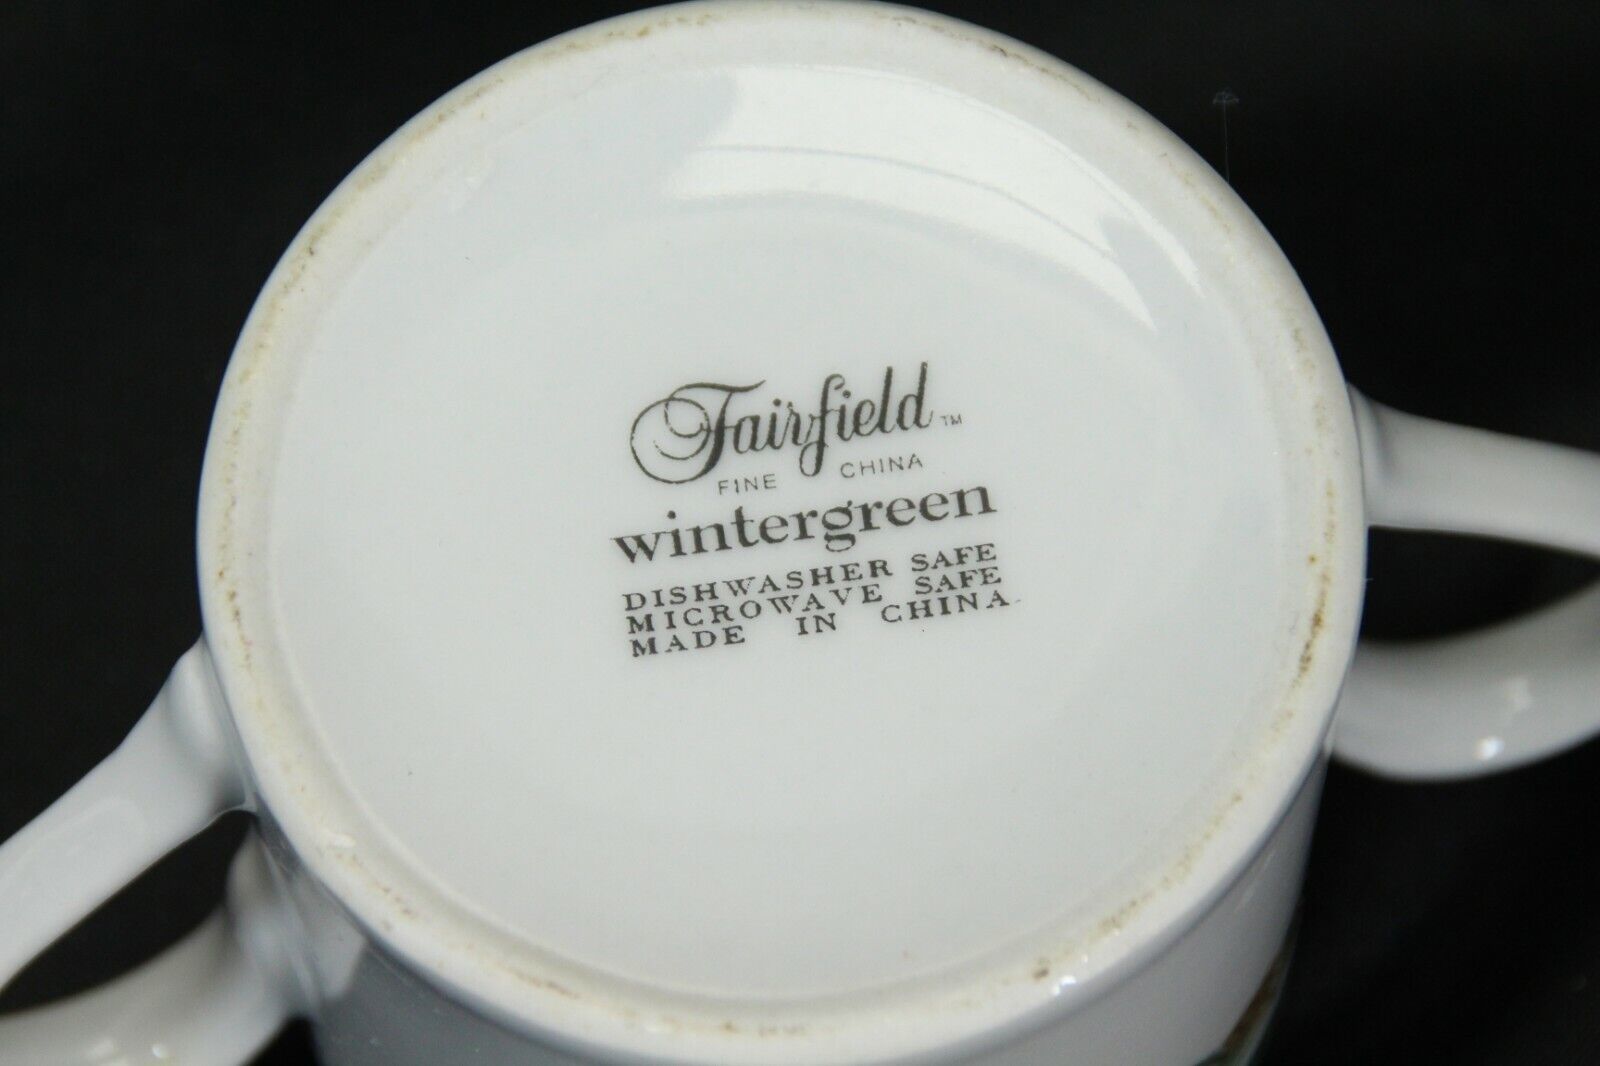 Fairfield™
FINE CHINA
wintergreen
DISHWASHER SAFE
MICROWAVE SAFE
MADE IN CHINA